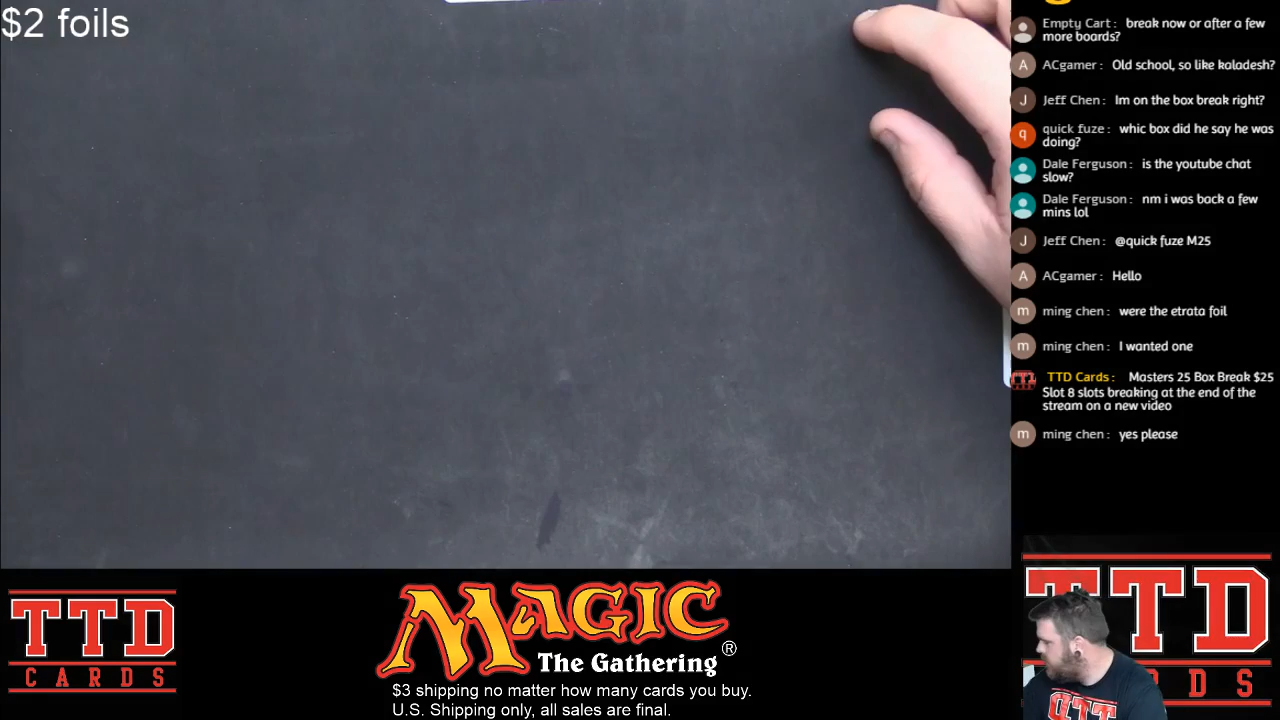 $2 foils
Empty Cart : break now or after a few
more boards?
A ACgamer : Old school, so like kaladesh?
J Jeff Chen : Im on the box break right?
q quick fuze : whic box did he say he was
doing?
Dale Ferguson : is the youtube chat
slow?
Dale Ferguson : nm i was back a few
mins lol
J Jeff Chen : @quick fuze M25
A ACgamer : Hello
m ming chen : were the etrata foil
m ming chen : I wanted one
TTD Cards : Masters 25 Box Break $25
Slot 8 slots breaking at the end of the
stream on a new video
m ming chen : yes please
TTD
CARDS
MAGIC
The Gathering®
$3 shipping no matter how many cards you buy.
U.S. Shipping only, all sales are final.
TTD
DS